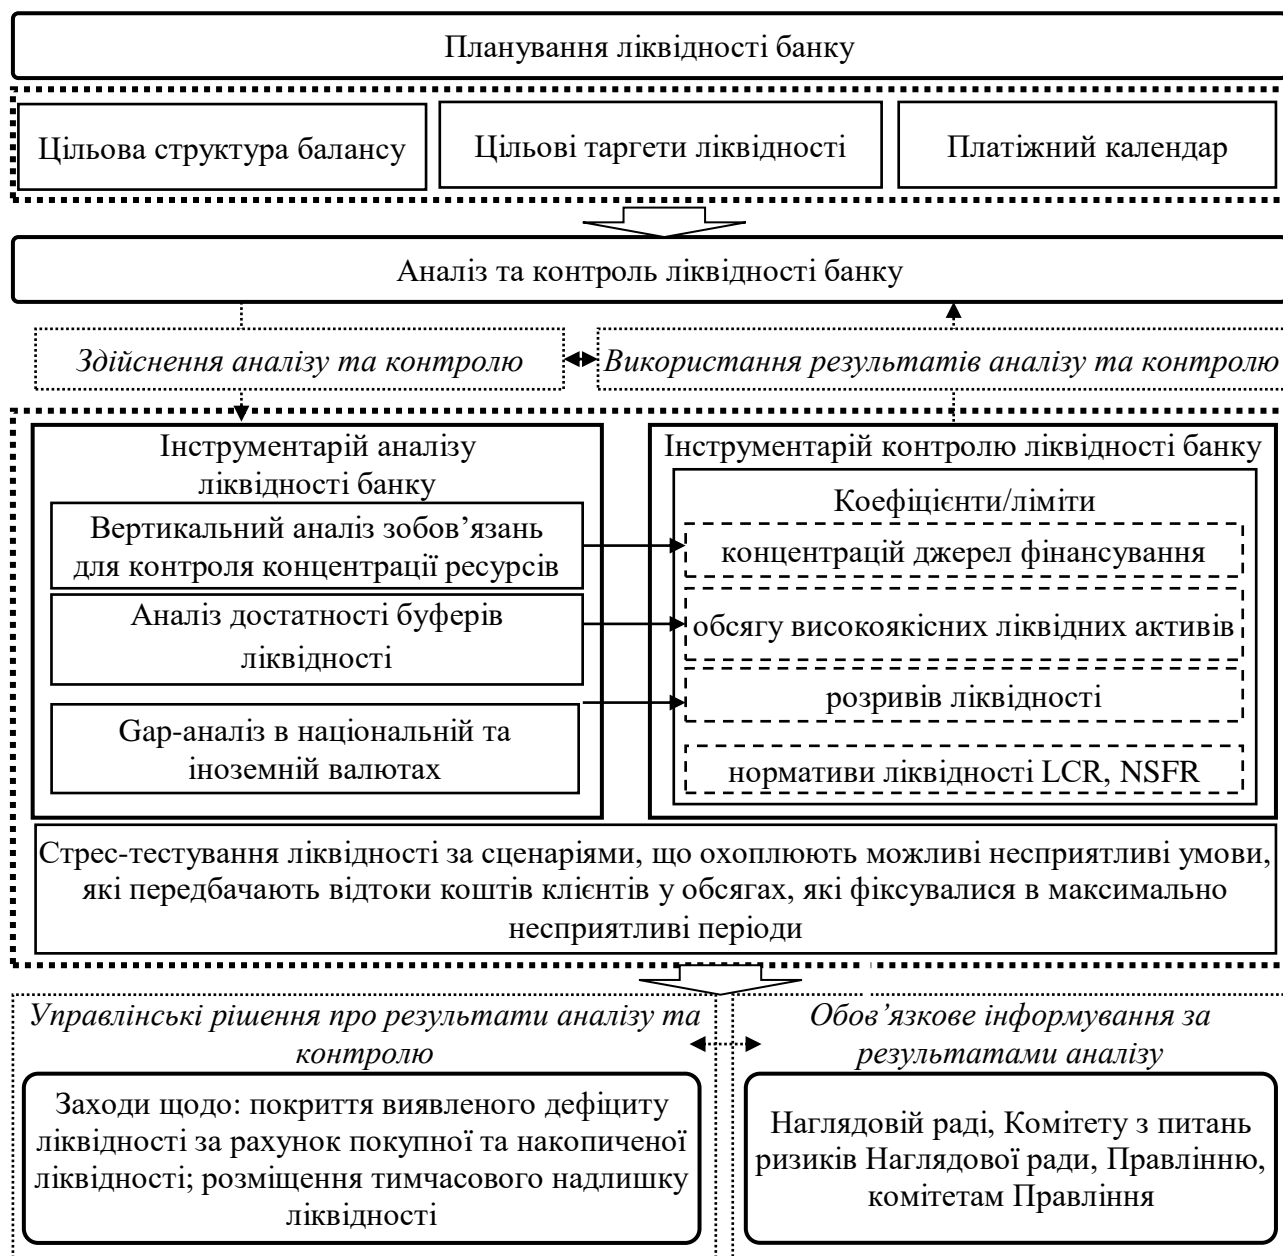 Планування ліквідності банку
Цільова структура балансу
Цільові таргети ліквідності
Платіжний календар
Аналіз та контроль ліквідності банку
Здійснення аналізу та контролю
Використання результатів аналізу та контролю
Інструментарій аналізу
ліквідності банку
Вертикальний аналіз зобов’язань
для контроля концентрації ресурсів
Аналіз достатності буферів
ліквідності
Gap-аналіз в національній та
іноземній валютах
Інструментарій контролю ліквідності банку
Коефіцієнти/ліміти
концентрацій джерел фінансування
обсягу високоякісних ліквідних активів
розривів ліквідності
нормативи ліквідності LCR, NSFR
Стрес-тестування ліквідності за сценаріями, що охоплюють можливі несприятливі умови,
які передбачають відтоки коштів клієнтів у обсягах, які фіксувалися в максимально
несприятливі періоди
Управлінські рішення про результати аналізу та
контролю
Заходи щодо: покриття виявленого дефіциту
ліквідності за рахунок покупної та накопиченої
ліквідності; розміщення тимчасового надлишку
ліквідності
Обов’язкове інформування за
результатами аналізу
Наглядовій раді, Комітету з питань
ризиків Наглядової ради, Правлінню,
комітетам Правління